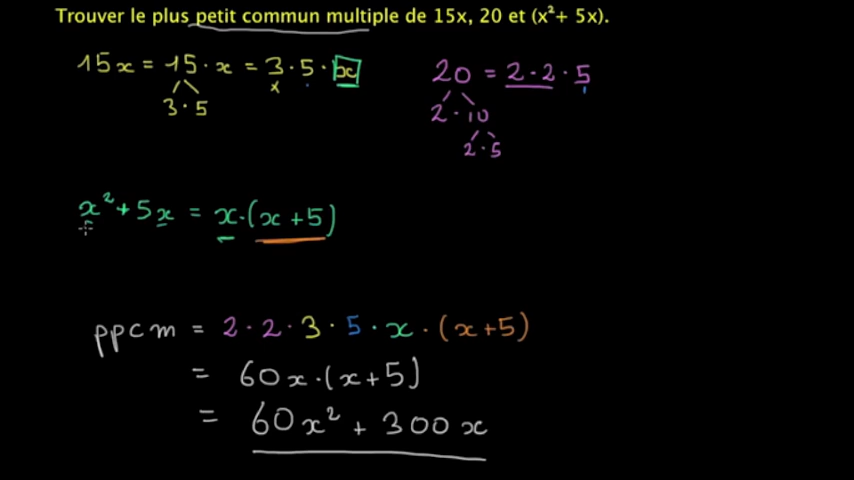 Trouver le plus petit commun multiple de 15x, 20 et (x²+ 5x).
15x = 15 · x = 3 · 5 · x
3 · 5
20 = 2 · 2 · 5
2 · 10
2 · 5
x² + 5x = x · (x + 5)
ppcm = 2 · 2 · 3 · 5 · x · (x+5)
= 60x · (x + 5)
= 60x² + 300x